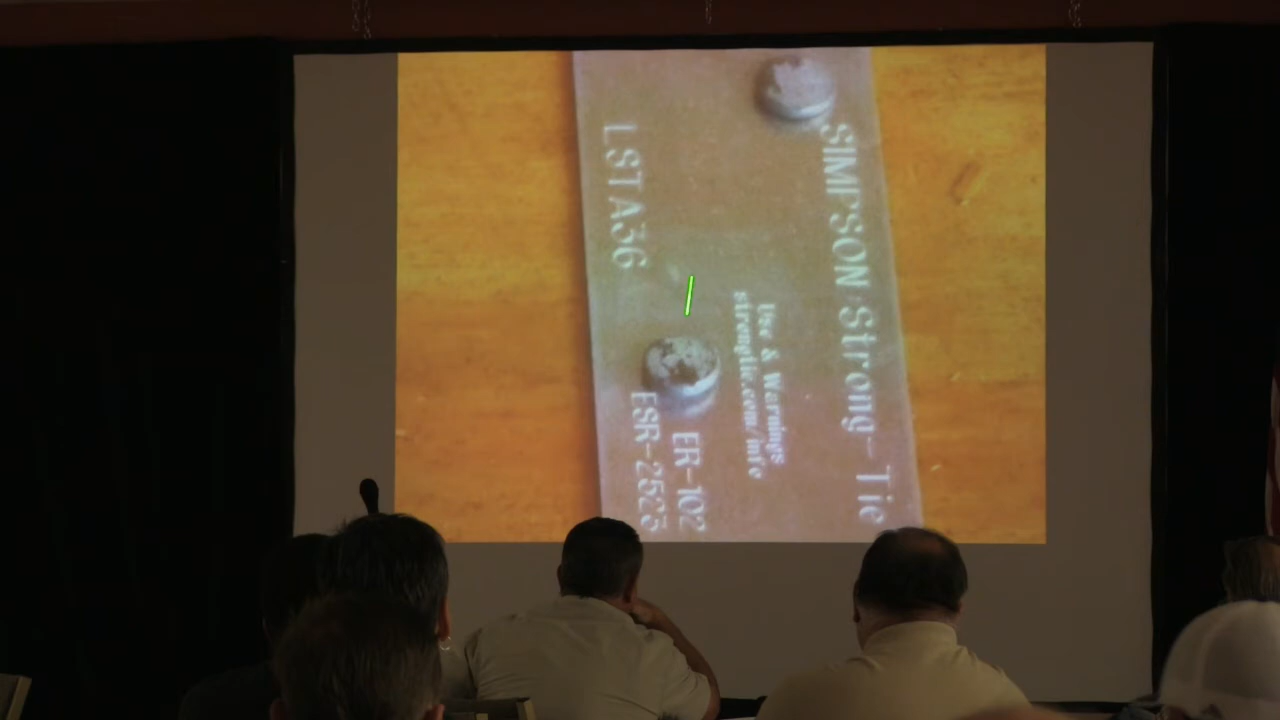 SIMPSON Strong-Tie
Use & Warnings
strongtie.com/info
LSTA36
ER-102
ESR-2523